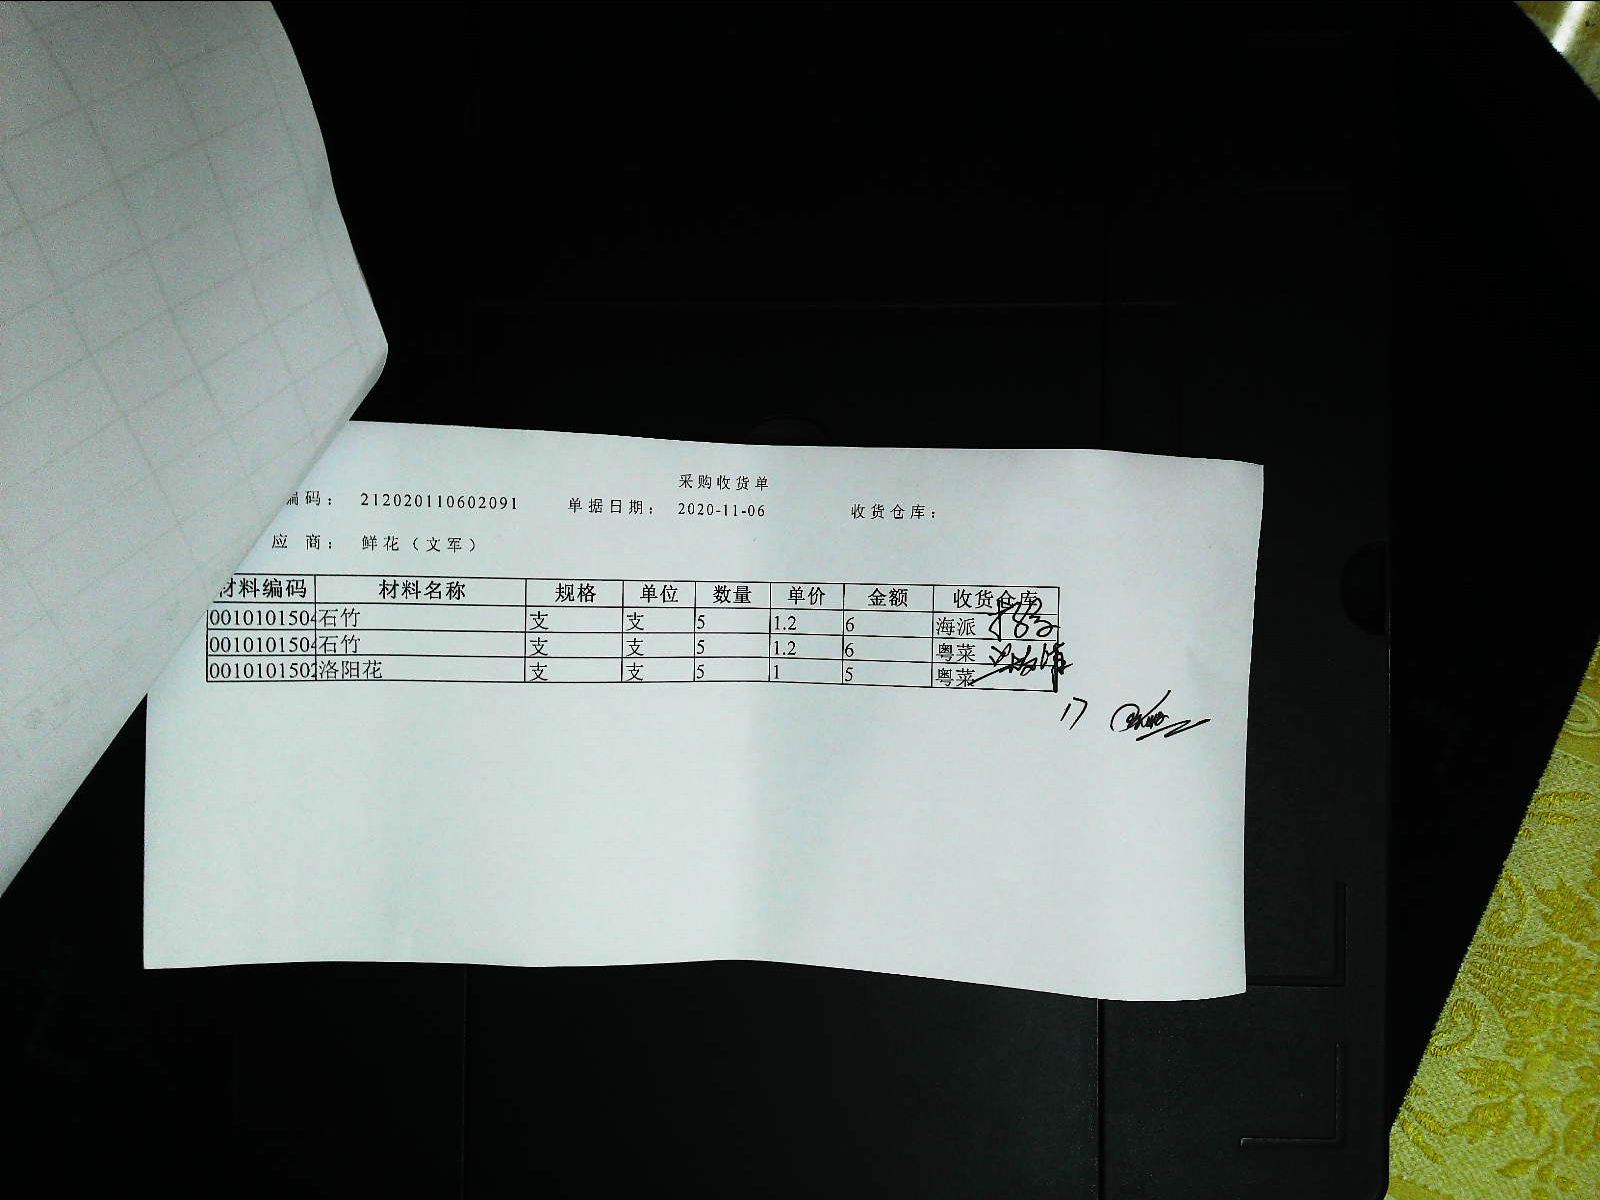 采购收货单
编码： 212020110602091 单据日期： 2020-11-06 收货仓库：
应 商： 鲜花（文军）
材料编码 材料名称 规格 单位 数量 单价 金额 收货仓库
0010101504 石竹 支 支 5 1.2 6 海派
0010101504 石竹 支 支 5 1.2 6 粤菜
0010101502 洛阳花 支 支 5 1 5 粤菜
17